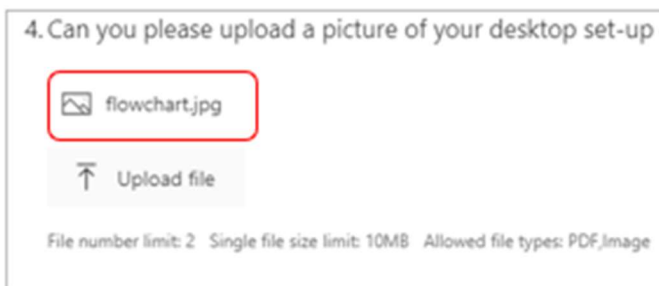 4. Can you please upload a picture of your desktop set-up
flowchart.jpg
Upload file
File number limit: 2 Single file size limit: 10MB Allowed file types: PDF,Image